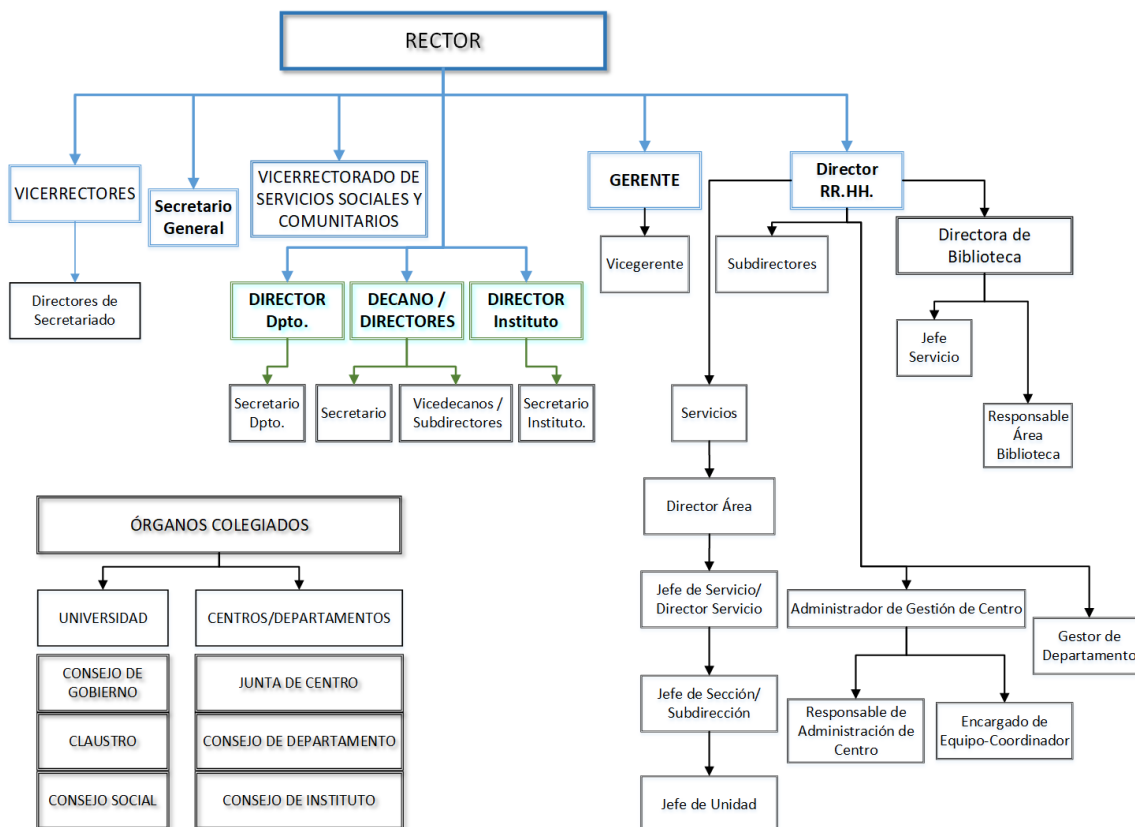 RECTOR
VICERRECTORES
Secretario
General
VICERRECTORADO DE
SERVICIOS SOCIALES Y
COMUNITARIOS
GERENTE
Director
RR.HH.
Directora de
Biblioteca
Vicegerente
Subdirectores
Directores de
Secretariado
DIRECTOR
Dpto.
DECANO /
DIRECTORES
DIRECTOR
Instituto
Jefe
Servicio
Secretario
Dpto.
Secretario
Vicedecanos /
Subdirectores
Secretario
Instituto.
Servicios
Responsable
Área
Biblioteca
Director Área
ÓRGANOS COLEGIADOS
UNIVERSIDAD
CENTROS/DEPARTAMENTOS
Jefe de Servicio/
Director Servicio
Administrador de Gestión de Centro
Gestor de
Departamento
CONSEJO DE
GOBIERNO
JUNTA DE CENTRO
Jefe de Sección/
Subdirección
Responsable de
Administración de
Centro
Encargado de
Equipo-Coordinador
CLAUSTRO
CONSEJO DE DEPARTAMENTO
CONSEJO SOCIAL
CONSEJO DE INSTITUTO
Jefe de Unidad